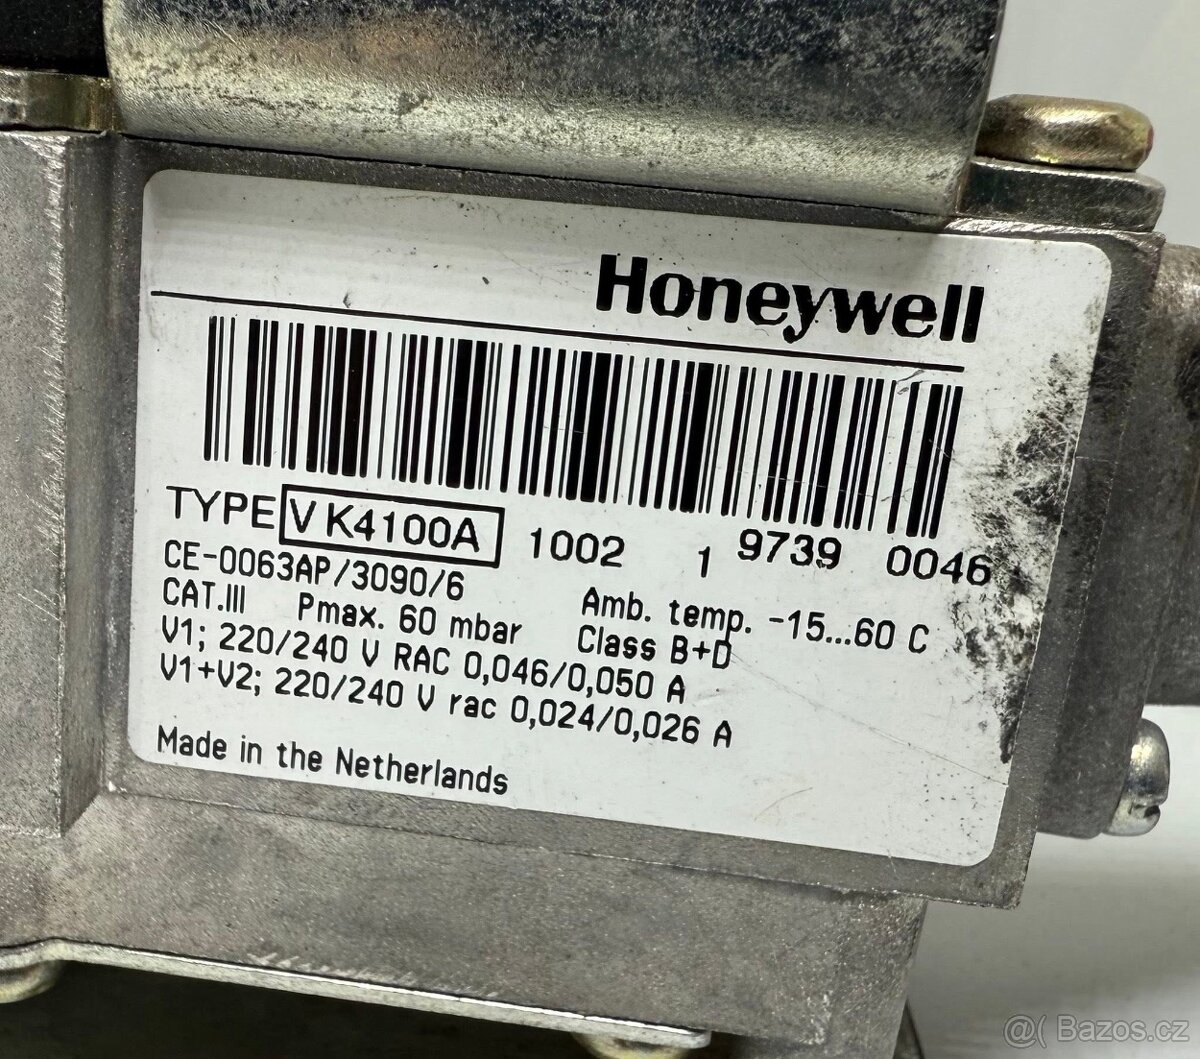 Honeywell
TYPE VK4100A 1002 1 9739 0046
CE-0063AP/3090/6
CAT.III Pmax. 60 mbar
Amb. temp. -15...60 C
Class B+D
V1; 220/240 V RAC 0,046/0,050 A
V1+V2; 220/240 V rac 0,024/0,026 A
Made in the Netherlands
@( Bazos.cz